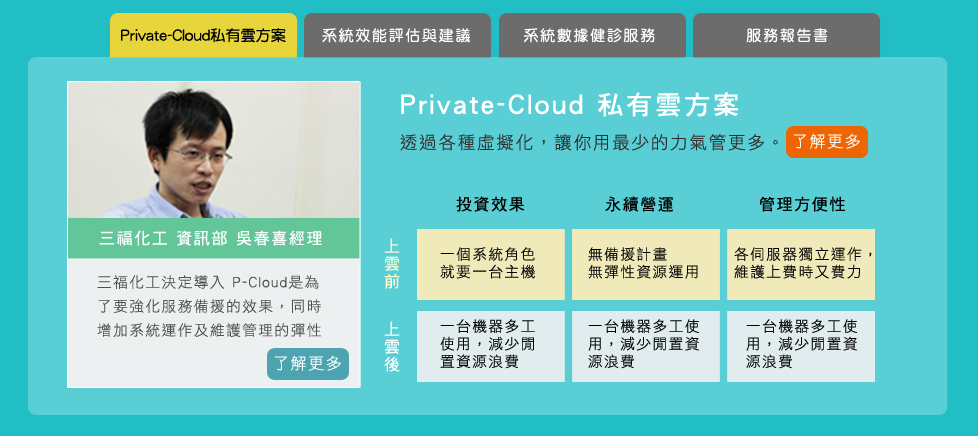 Private-Cloud私有雲方案
系統效能評估與建議
系統數據健診服務
服務報告書
Private-Cloud 私有雲方案
透過各種虛擬化，讓你用最少的力氣管更多。
了解更多
三福化工 資訊部 吳春喜經理
三福化工決定導入 P-Cloud是為
了要強化服務備援的效果，同時
增加系統運作及維護管理的彈性
了解更多
投資效果
永續營運
管理方便性
上雲前
一個系統角色
就要一台主機
無備援計畫
無彈性資源運用
各伺服器獨立運作，
維護上費時又費力
上雲後
一台機器多工
使用，減少閒
置資源浪費
一台機器多工使
用，減少閒置資
源浪費
一台機器多工使
用，減少閒置資
源浪費